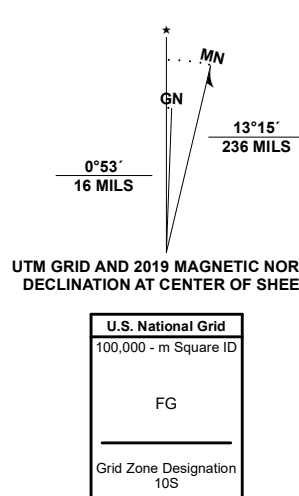 ★
MN
GN
13°15´
236 MILS
0°53´
16 MILS
UTM GRID AND 2019 MAGNETIC NOR
DECLINATION AT CENTER OF SHEE
U.S. National Grid
100,000 - m Square ID
FG
Grid Zone Designation
10S